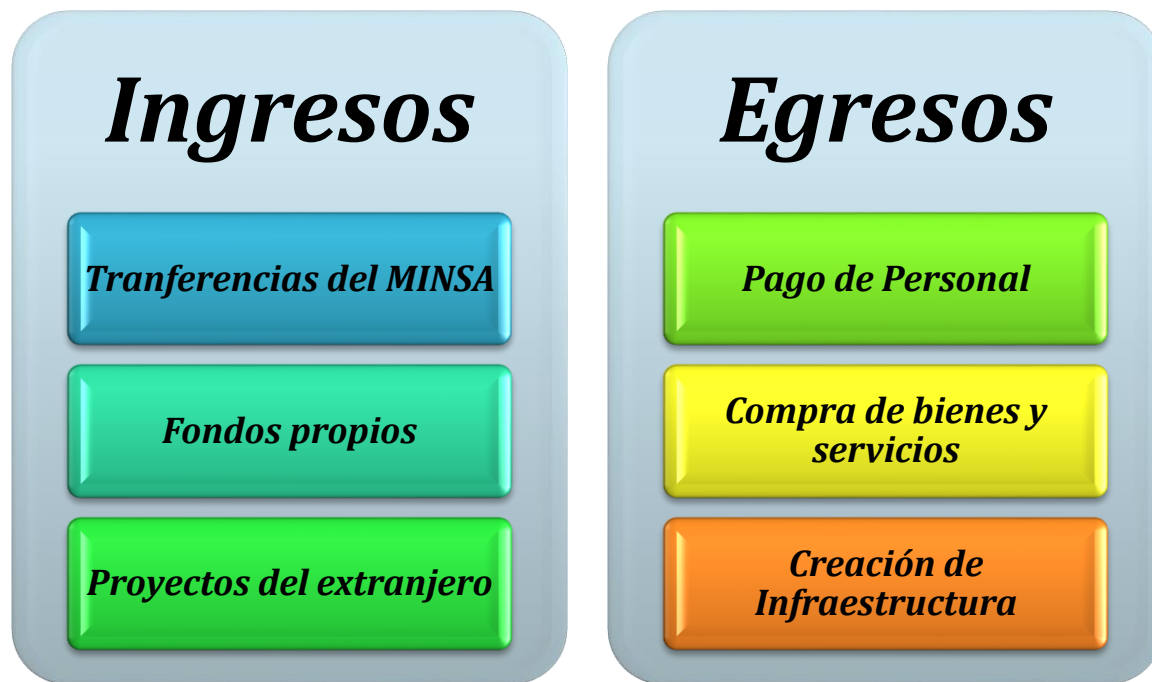 Ingresos
Tranferencias del MINSA
Fondos propios
Proyectos del extranjero
Egresos
Pago de Personal
Compra de bienes y
servicios
Creación de
Infraestructura